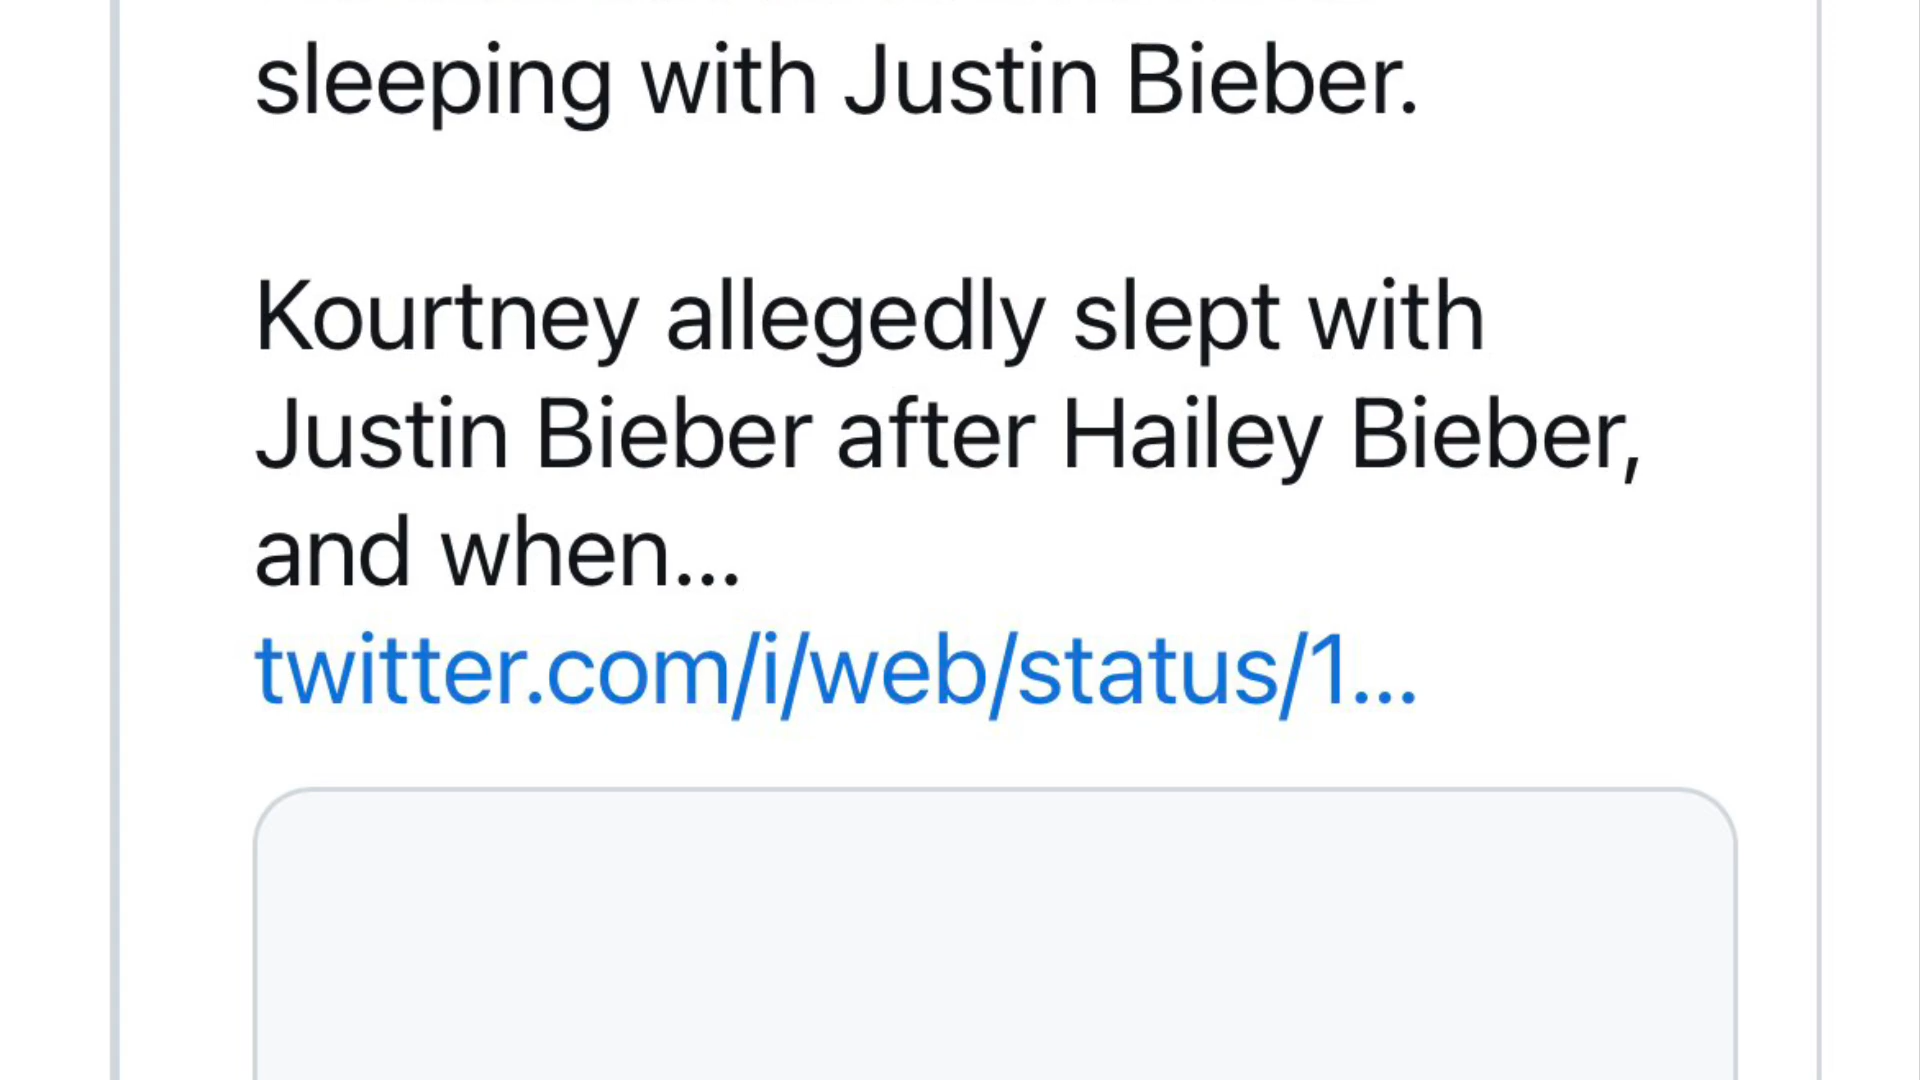 sleeping with Justin Bieber.
Kourtney allegedly slept with
Justin Bieber after Hailey Bieber,
and when...
twitter.com/i/web/status/1...